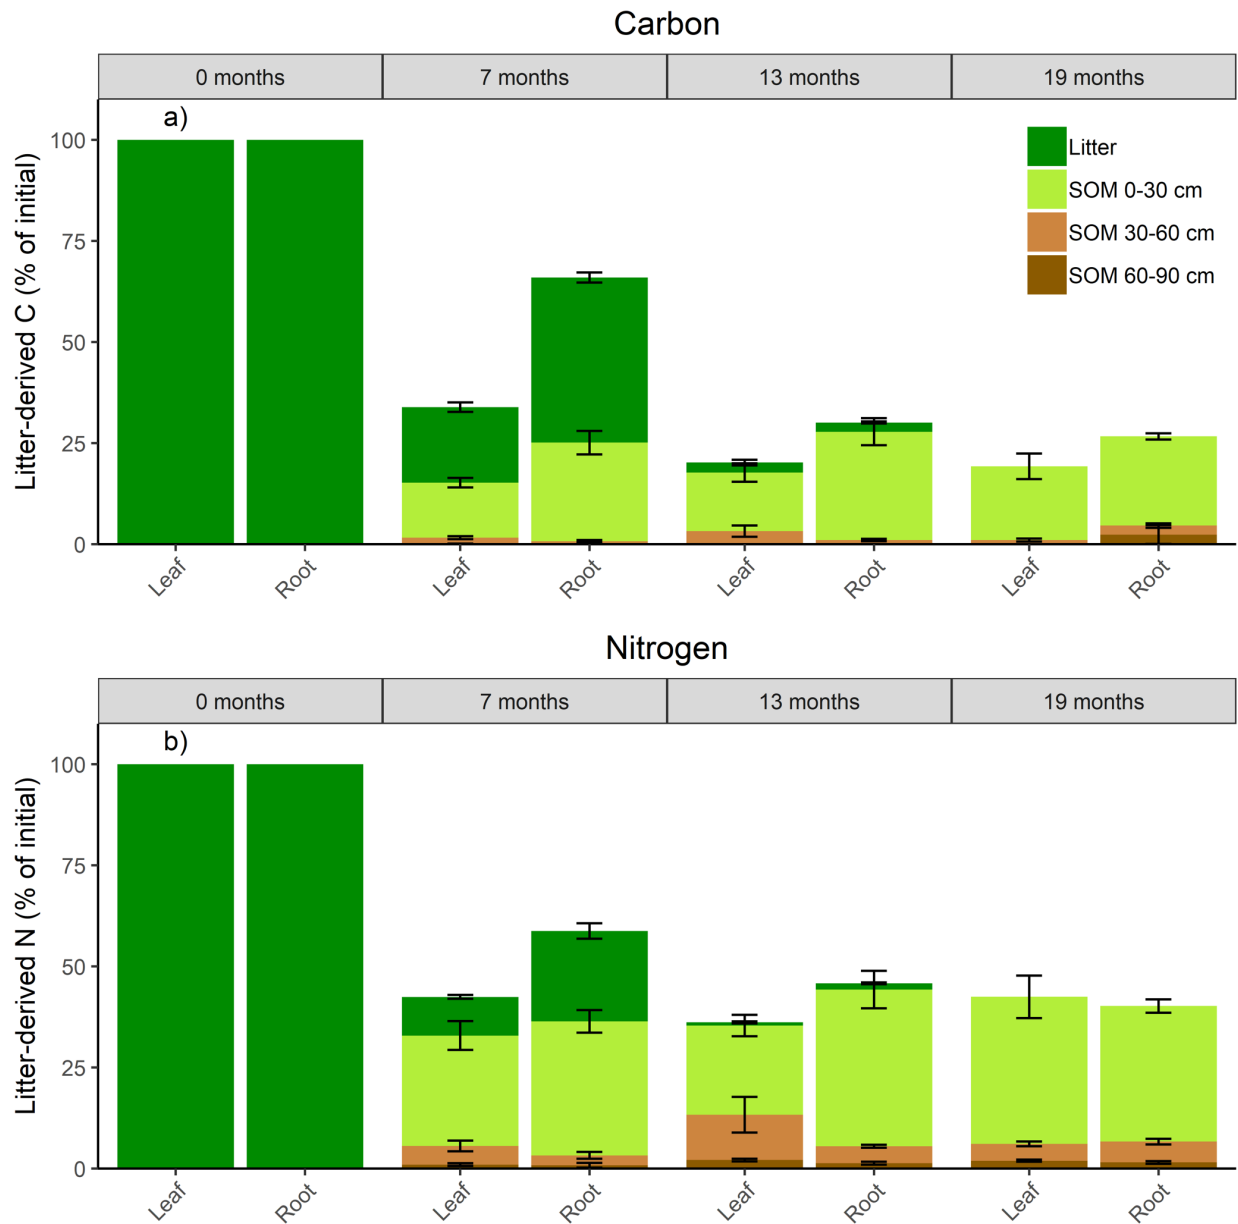 Carbon
0 months 7 months 13 months 19 months
a)
100
75
50
25
0
Litter-derived C (% of initial)
Litter
SOM 0-30 cm
SOM 30-60 cm
SOM 60-90 cm
Leaf Root Leaf Root Leaf Root Leaf Root
Nitrogen
0 months 7 months 13 months 19 months
b)
100
75
50
25
0
Litter-derived N (% of initial)
Leaf Root Leaf Root Leaf Root Leaf Root